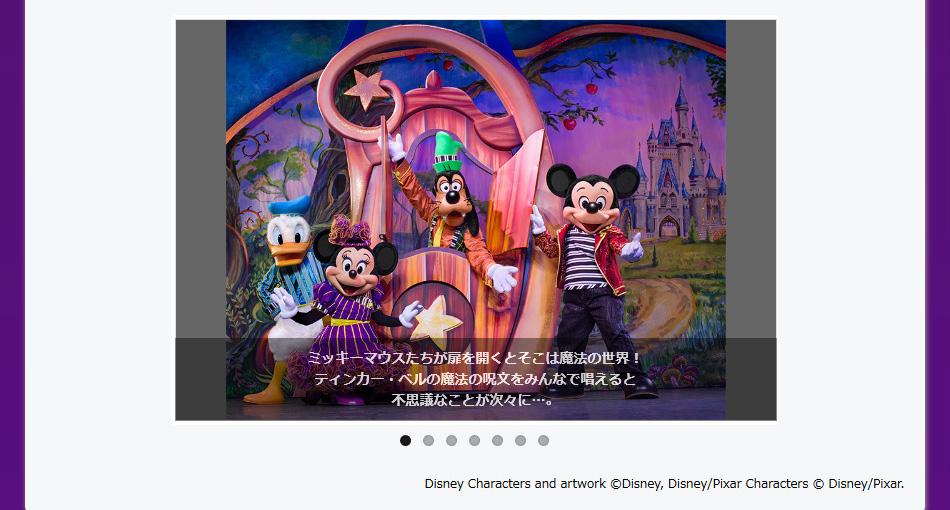 ミッキーマウスたちが扉を開くとそこは魔法の世界！
ティンカー・ベルの魔法の呪文をみんなで唱えると
不思議なことが次々に…。
Disney Characters and artwork ©Disney, Disney/Pixar Characters © Disney/Pixar.